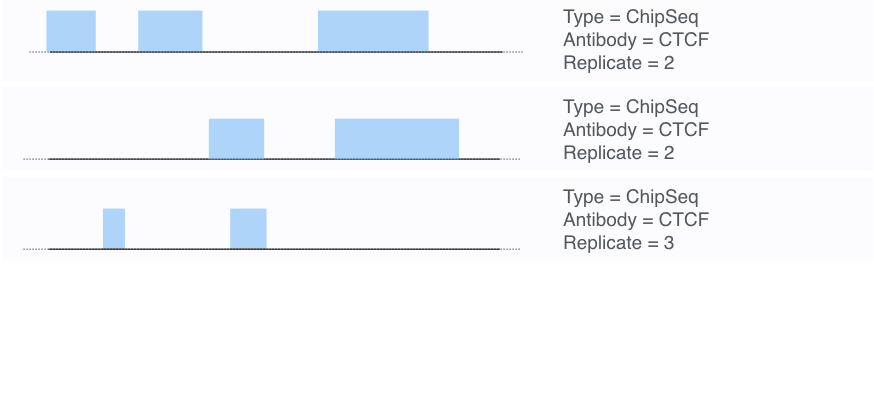 Type = ChipSeq
Antibody = CTCF
Replicate = 2
Type = ChipSeq
Antibody = CTCF
Replicate = 2
Type = ChipSeq
Antibody = CTCF
Replicate = 3